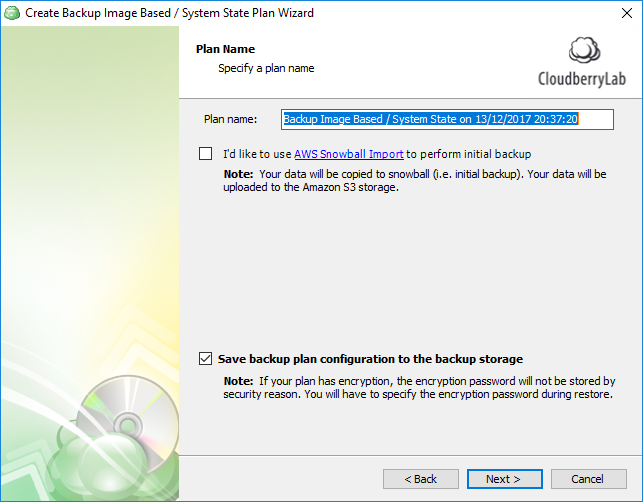 Create Backup Image Based / System State Plan Wizard
Plan Name
Specify a plan name
CloudberryLab
Plan name:
Backup Image Based / System State on 13/12/2017 20:37:20
I'd like to use AWS Snowball Import to perform initial backup
Note: Your data will be copied to snowball (i.e. initial backup). Your data will be
uploaded to the Amazon S3 storage.
Save backup plan configuration to the backup storage
Note: If your plan has encryption, the encryption password will not be stored by
security reason. You will have to specify the encryption password during restore.
< Back
Next >
Cancel